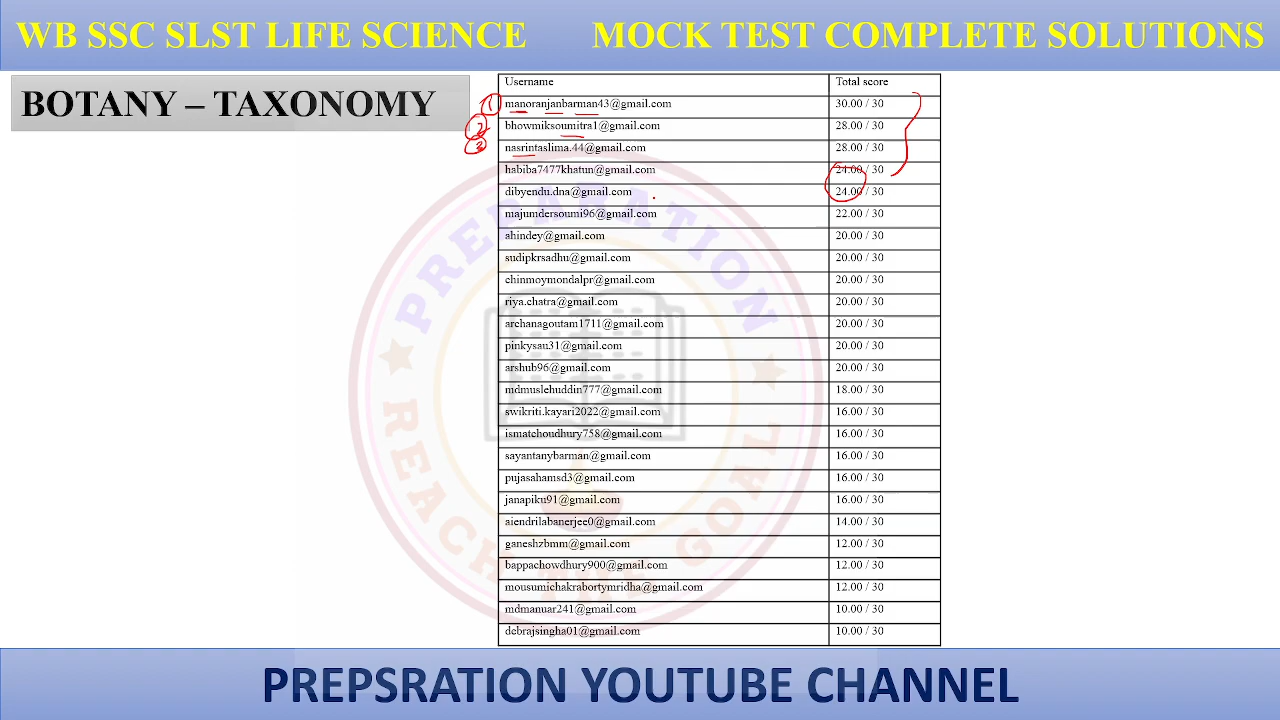 WB SSC SLST LIFE SCIENCE MOCK TEST COMPLETE SOLUTIONS
BOTANY – TAXONOMY
Username Total score
1 manoranjanbarman43@gmail.com 30.00 / 30
2 bhowmiksoumitra1@gmail.com 28.00 / 30
3 nasrintaslima.44@gmail.com 28.00 / 30
habiba7477khatun@gmail.com 24.00 / 30
dibyendu.dna@gmail.com 24.00 / 30
majumdersoumi96@gmail.com 22.00 / 30
ahindey@gmail.com 20.00 / 30
sudipkrsadhu@gmail.com 20.00 / 30
chinmoymondalpr@gmail.com 20.00 / 30
riya.chatra@gmail.com 20.00 / 30
archanagoutam1711@gmail.com 20.00 / 30
pinkysau31@gmail.com 20.00 / 30
arshub96@gmail.com 20.00 / 30
mdmuslehuddin777@gmail.com 18.00 / 30
swikriti.kayari2022@gmail.com 16.00 / 30
ismatchoudhury758@gmail.com 16.00 / 30
sayantanybarman@gmail.com 16.00 / 30
pujasahamsd3@gmail.com 16.00 / 30
janapiku91@gmail.com 16.00 / 30
aiendrilabanerjee0@gmail.com 14.00 / 30
ganeshzbmm@gmail.com 12.00 / 30
bappachowdhury900@gmail.com 12.00 / 30
mousumichakrabortymridha@gmail.com 12.00 / 30
mdmanuar241@gmail.com 10.00 / 30
debrajsingha01@gmail.com 10.00 / 30
PREPARATION
REACH THE GOAL
PREPSRATION YOUTUBE CHANNEL